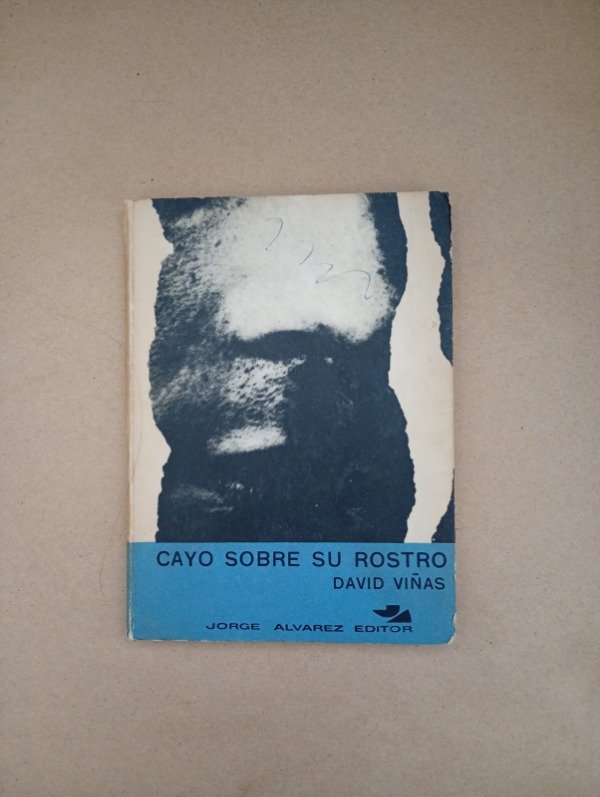 CAYO SOBRE SU ROSTRO
DAVID VIÑAS
JORGE ALVAREZ EDITOR